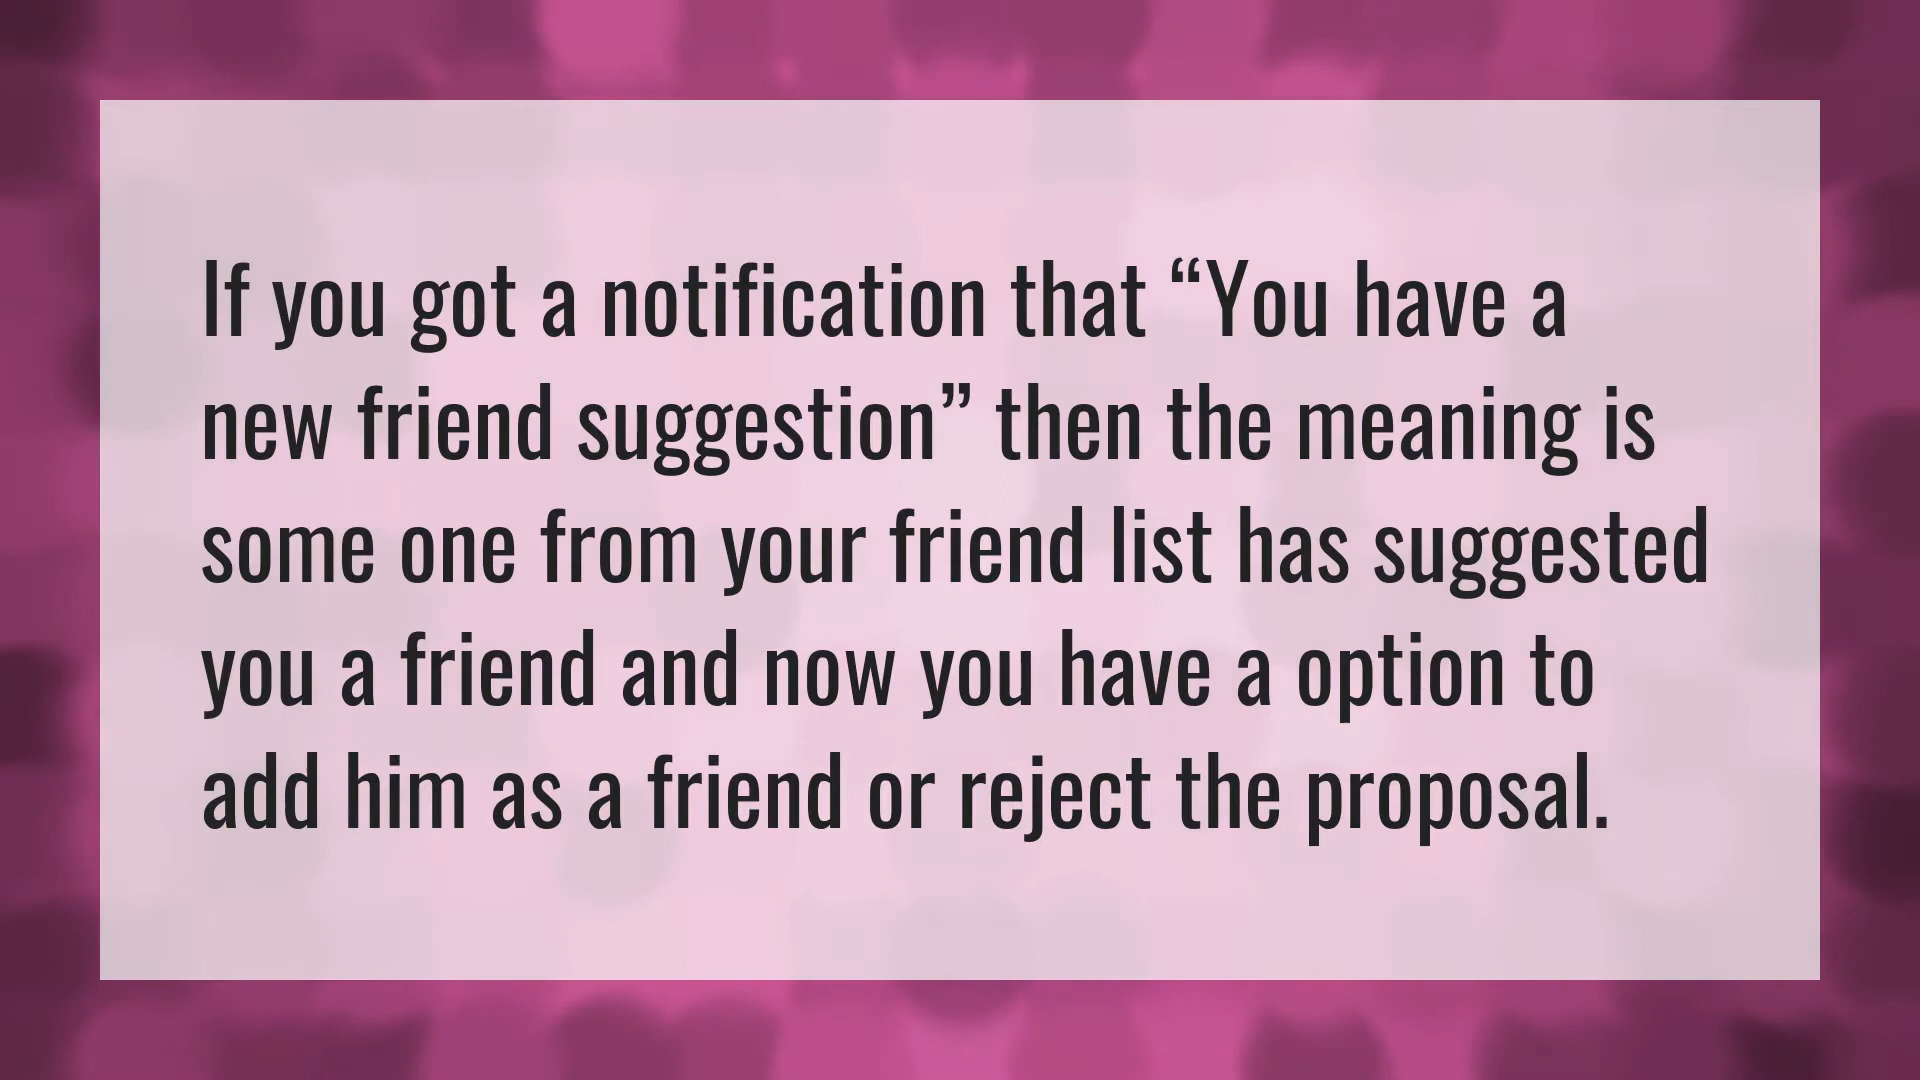 If you got a notification that “You have a
new friend suggestion” then the meaning is
some one from your friend list has suggested
you a friend and now you have a option to
add him as a friend or reject the proposal.